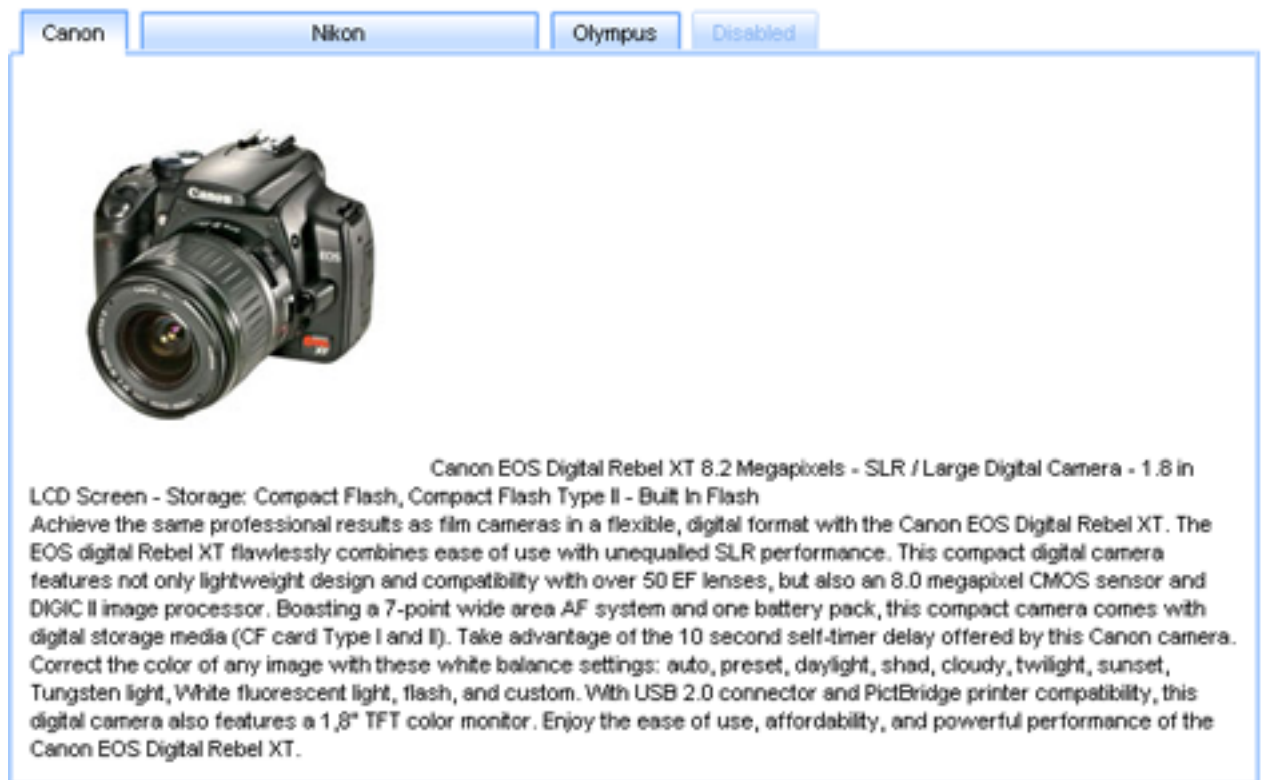 Canon Nikon Olympus Disabled
Canon
EOS
XT
Canon EOS Digital Rebel XT 8.2 Megapixels - SLR / Large Digital Camera - 1.8 in
LCD Screen - Storage: Compact Flash, Compact Flash Type II - Built In Flash
Achieve the same professional results as film cameras in a flexible, digital format with the Canon EOS Digital Rebel XT. The
EOS digital Rebel XT flawlessly combines ease of use with unequalled SLR performance. This compact digital camera
features not only lightweight design and compatibility with over 50 EF lenses, but also an 8.0 megapixel CMOS sensor and
DIGIC II image processor. Boasting a 7-point wide area AF system and one battery pack, this compact camera comes with
digital storage media (CF card Type I and II). Take advantage of the 10 second self-timer delay offered by this Canon camera.
Correct the color of any image with these white balance settings: auto, preset, daylight, shad, cloudy, twilight, sunset,
Tungsten light, White fluorescent light, flash, and custom. With USB 2.0 connector and PictBridge printer compatibility, this
digital camera also features a 1,8" TFT color monitor. Enjoy the ease of use, affordability, and powerful performance of the
Canon EOS Digital Rebel XT.